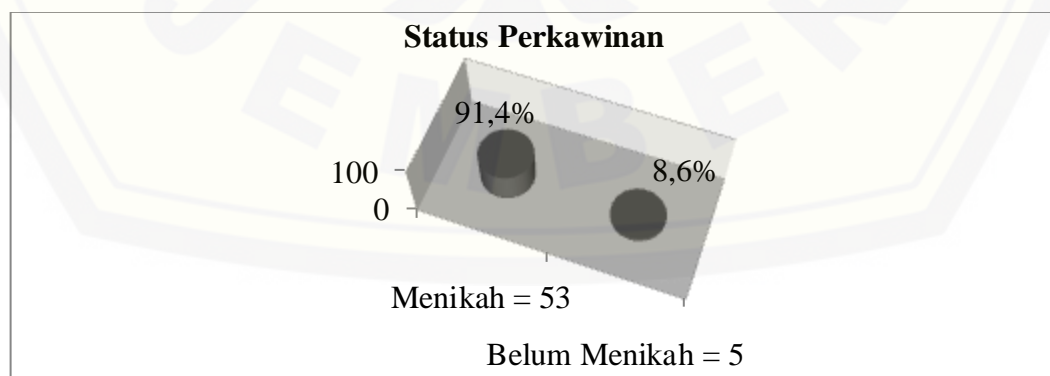 Status Perkawinan
91,4%
8,6%
100
0
Menikah = 53
Belum Menikah = 5